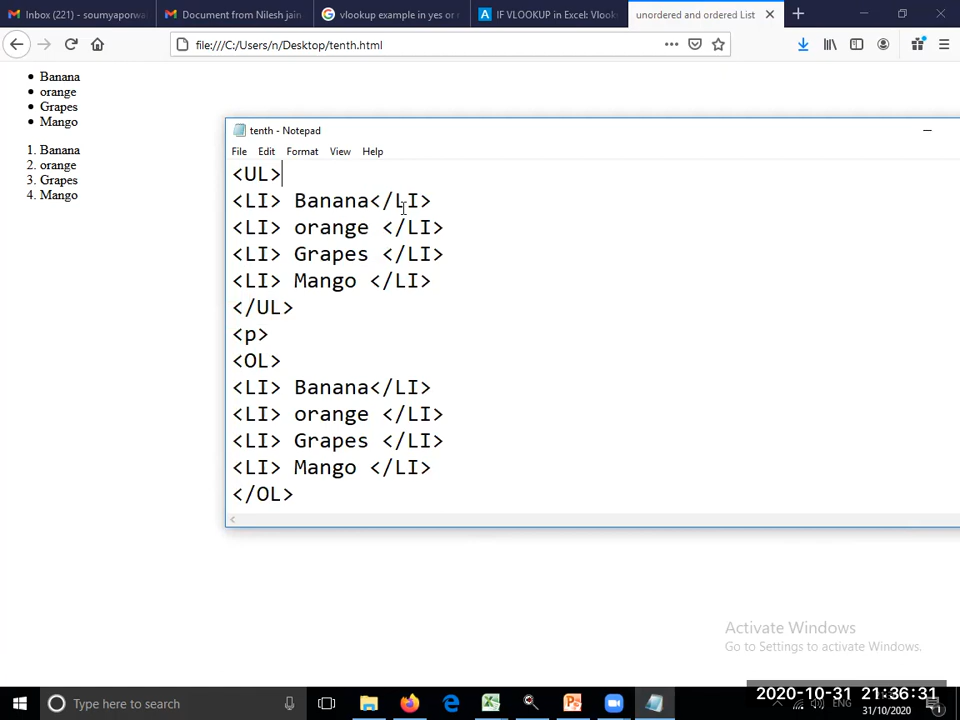 Inbox (221) - soumyaporwa
Document from Nilesh jain
vlookup example in yes or
IF VLOOKUP in Excel: Vlook
unordered and ordered List
file:///C:/Users/n/Desktop/tenth.html
• Banana
• orange
• Grapes
• Mango
1. Banana
2. orange
3. Grapes
4. Mango
tenth - Notepad
File Edit Format View Help
<UL>
<LI> Banana</LI>
<LI> orange </LI>
<LI> Grapes </LI>
<LI> Mango </LI>
</UL>
<p>
<OL>
<LI> Banana</LI>
<LI> orange </LI>
<LI> Grapes </LI>
<LI> Mango </LI>
</OL>
Activate Windows
Go to Settings to activate Windows.
Type here to search
2020-10-31 21:36:31
ENG
31/10/2020